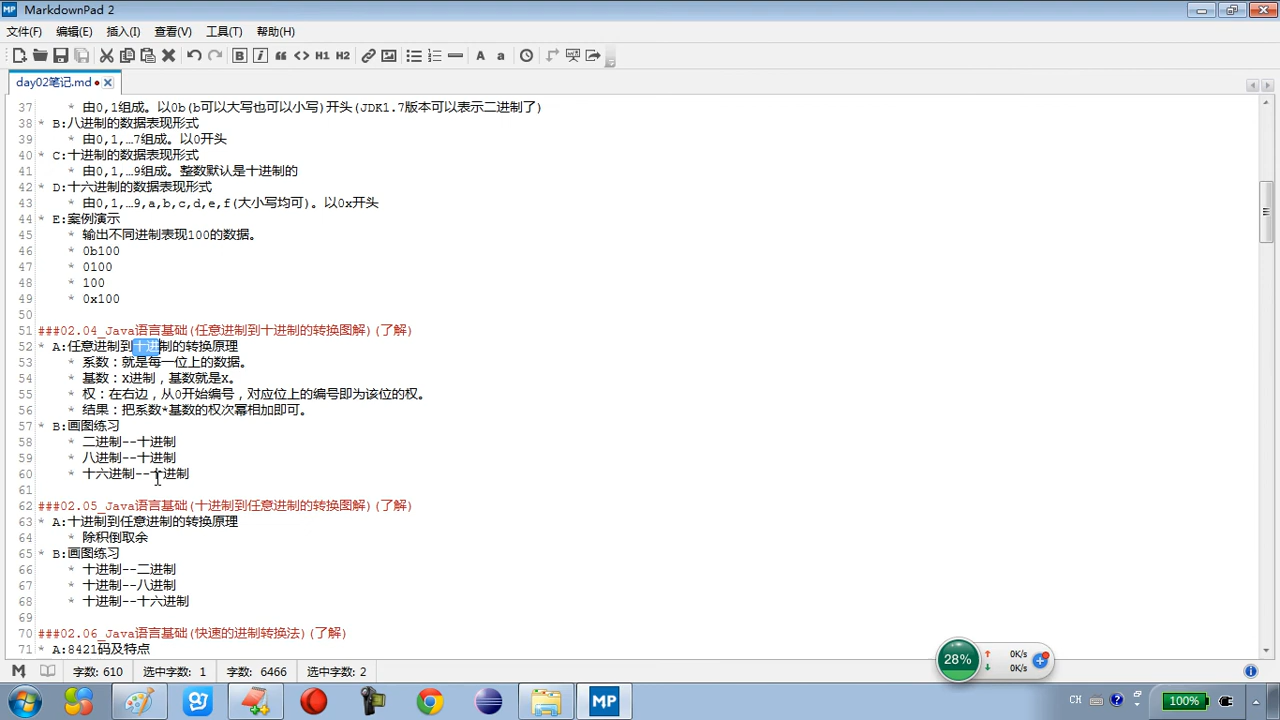 MarkdownPad 2
文件(F) 编辑(E) 插入(I) 查看(V) 工具(T) 帮助(H)
B i “ <> H1 H2 A a
day02笔记.md
37 * 由0,1组成。以0b(b可以大写也可以小写)开头(JDK1.7版本可以表示二进制了)
38 * B:八进制的数据表现形式
39 * 由0,1,…7组成。以0开头
40 * C:十进制的数据表现形式
41 * 由0,1,…9组成。整数默认是十进制的
42 * D:十六进制的数据表现形式
43 * 由0,1,…9,a,b,c,d,e,f(大小写均可)。以0x开头
44 * E:案例演示
45 * 输出不同进制表现100的数据。
46 * 0b100
47 * 0100
48 * 100
49 * 0x100
50
51 ###02.04_Java语言基础(任意进制到十进制的转换图解)(了解)
52 * A:任意进制到十进制的转换原理
53 * 系数：就是每一位上的数据。
54 * 基数：x进制，基数就是x。
55 * 权：在右边，从0开始编号，对应位上的编号即为该位的权。
56 * 结果：把系数*基数的权次幂相加即可。
57 * B:画图练习
58 * 二进制--十进制
59 * 八进制--十进制
60 * 十六进制--十进制
61
62 ###02.05_Java语言基础(十进制到任意进制的转换图解)(了解)
63 * A:十进制到任意进制的转换原理
64 * 除积倒取余
65 * B:画图练习
66 * 十进制--二进制
67 * 十进制--八进制
68 * 十进制--十六进制
69
70 ###02.06_Java语言基础(快速的进制转换法)(了解)
71 * A:8421码及特点
字数: 610 选中字数: 1 字数: 6466 选中字数: 2
28% 0K/s
0K/s
MP CH 100%